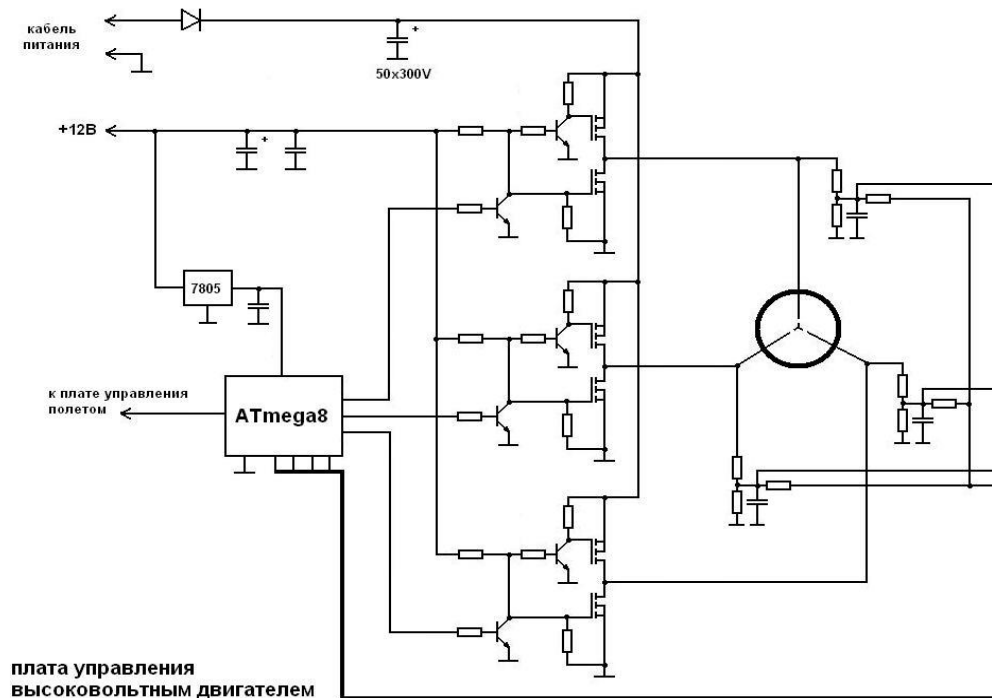 кабель
питания
50x300V
+
+12В
+
7805
к плате управления
полетом
ATmega8
плата управления
высоковольтным двигателем